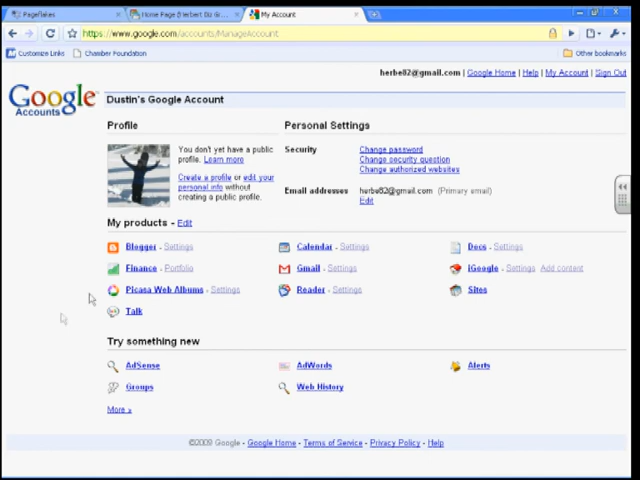 Pageflakes
Home Page (Herbert Bo Gr...
My Account
https://www.google.com/accounts/ManageAccount
Customize Links
Chamber Foundation
Other bookmarks
herbe82@gmail.com | Google Home | Help | My Account | Sign Out
Google Accounts
Dustin's Google Account
Profile
You don't yet have a public
profile. Learn more
Create a profile or edit your
personal info without
creating a public profile.
Personal Settings
Security
Change password
Change security question
Change authorized websites
Email addresses herbe82@gmail.com (Primary email)
Edit
My products - Edit
Blogger - Settings
Calendar - Settings
Docs - Settings
Finance - Portfolio
Gmail - Settings
iGoogle - Settings Add content
Picasa Web Albums - Settings
Reader - Settings
Sites
Talk
Try something new
AdSense
AdWords
Alerts
Groups
Web History
More »
©2009 Google - Google Home - Terms of Service - Privacy Policy - Help